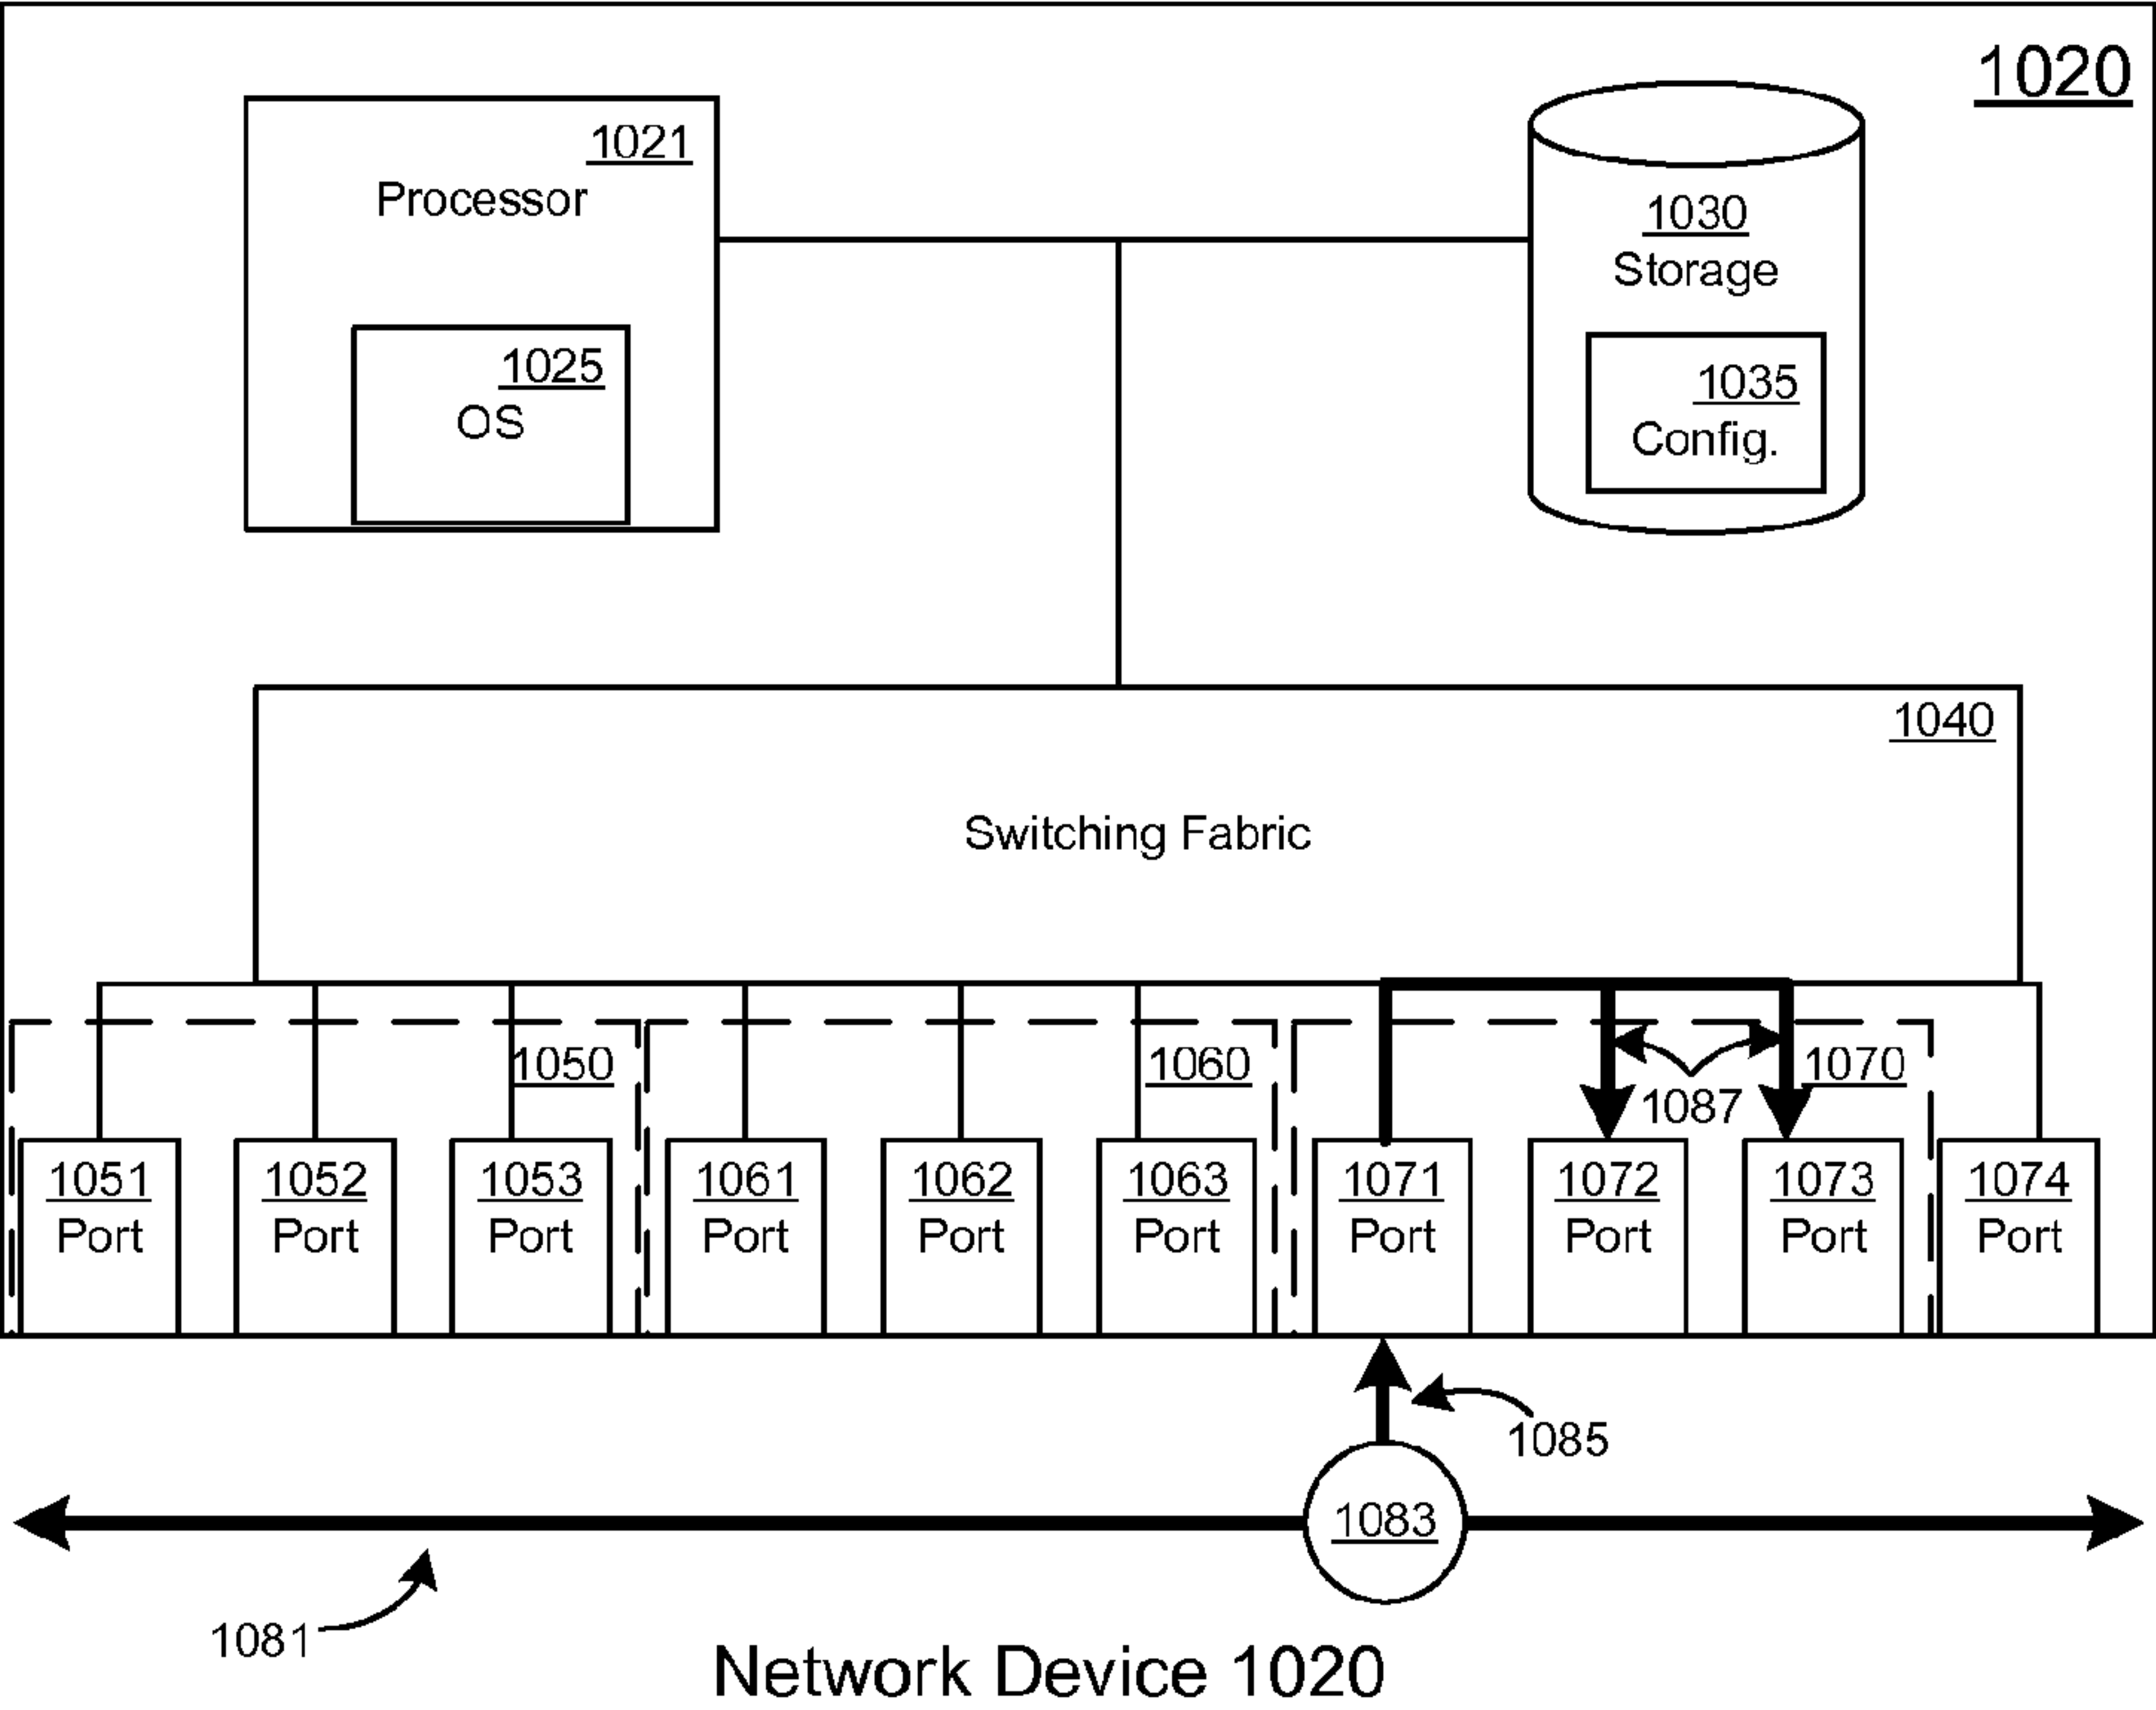 1020
1021
Processor
1025
OS
1030
Storage
1035
Config.
1040
Switching Fabric
1050
1060
1070
1087
1051
Port
1052
Port
1053
Port
1061
Port
1062
Port
1063
Port
1071
Port
1072
Port
1073
Port
1074
Port
1085
1083
1081
Network Device 1020